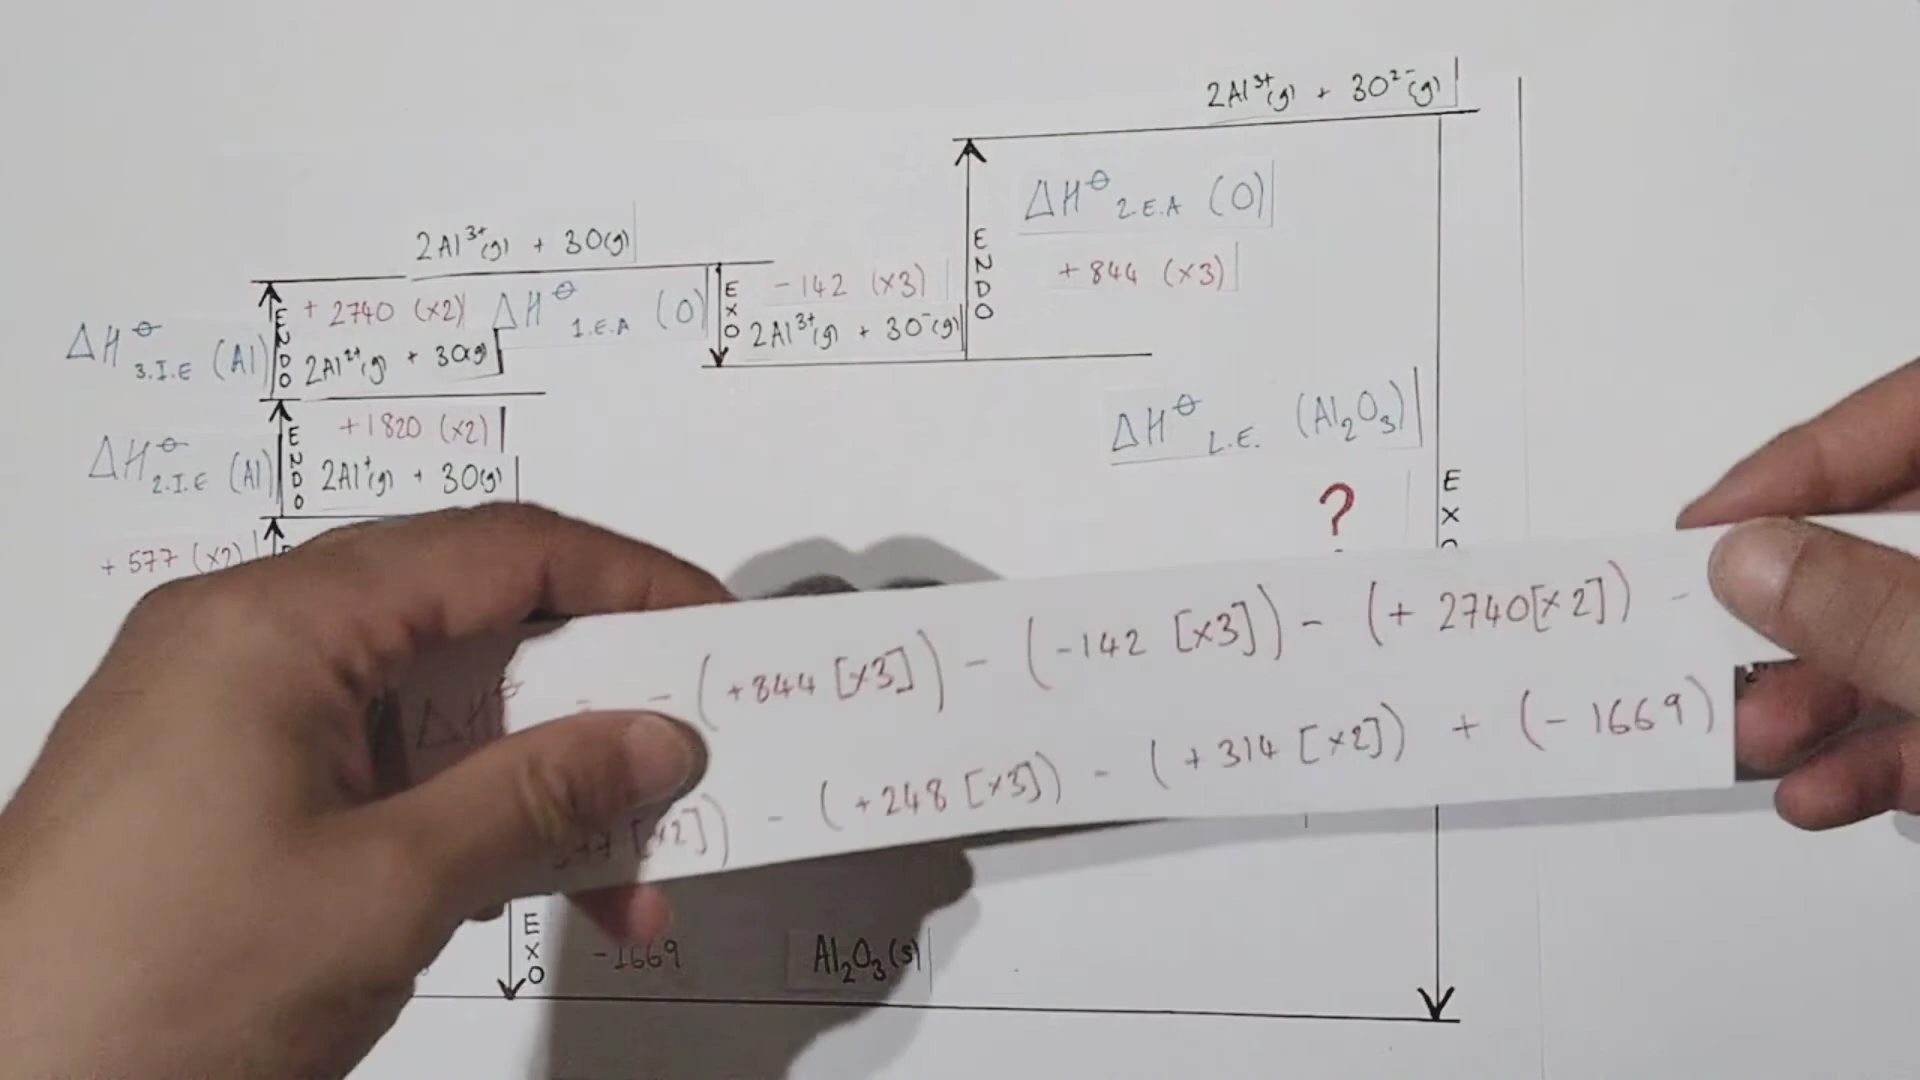 2Al³⁺(g) + 3O²⁻(g)
ΔH⦵ 2.E.A (O)
+ 844 (x3)
2Al³⁺(g) + 3O(g)
+ 2740 (x2)
ΔH⦵ 1.E.A (O)
- 142 (x3)
ENDO
EXO
ENDO
ΔH⦵ 3.I.E (Al)
2Al²⁺(g) + 3O(g)
2Al³⁺(g) + 3O⁻(g)
ENDO
+1820 (x2)
ΔH⦵ 2.I.E (Al)
2Al⁺(g) + 3O(g)
ΔH⦵ L.E. (Al₂O₃)
?
+ 577 (x2)
= - (+844 [x3]) - (-142 [x3]) - (+ 2740[x2]) -
[x2]) - (+248 [x3]) - (+314 [x2]) + (- 1669)
EXO
-1669
Al₂O₃(s)